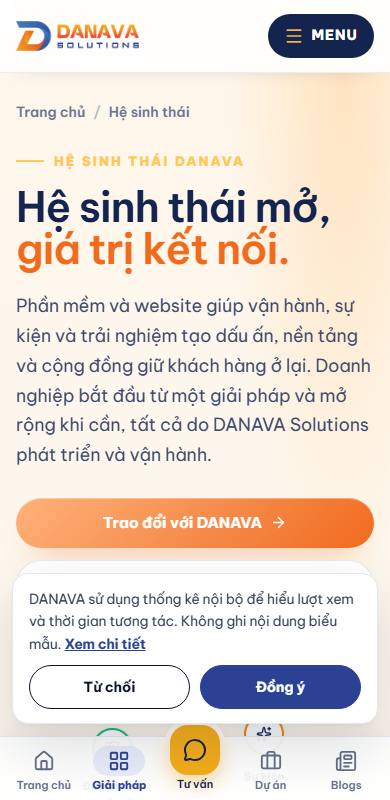 DANAVA
SOLUTIONS
MENU
Trang chủ / Hệ sinh thái
HỆ SINH THÁI DANAVA
Hệ sinh thái mở,
giá trị kết nối.
Phần mềm và website giúp vận hành, sự
kiện và trải nghiệm tạo dấu ấn, nền tảng
và cộng đồng giữ khách hàng ở lại. Doanh
nghiệp bắt đầu từ một giải pháp và mở
rộng khi cần, tất cả do DANAVA Solutions
phát triển và vận hành.
Trao đổi với DANAVA →
DANAVA sử dụng thống kê nội bộ để hiểu lượt xem
và thời gian tương tác. Không ghi nội dung biểu
mẫu. Xem chi tiết
Từ chối
Đồng ý
Trang chủ
Giải pháp
Tư vấn
Dự án
Blogs